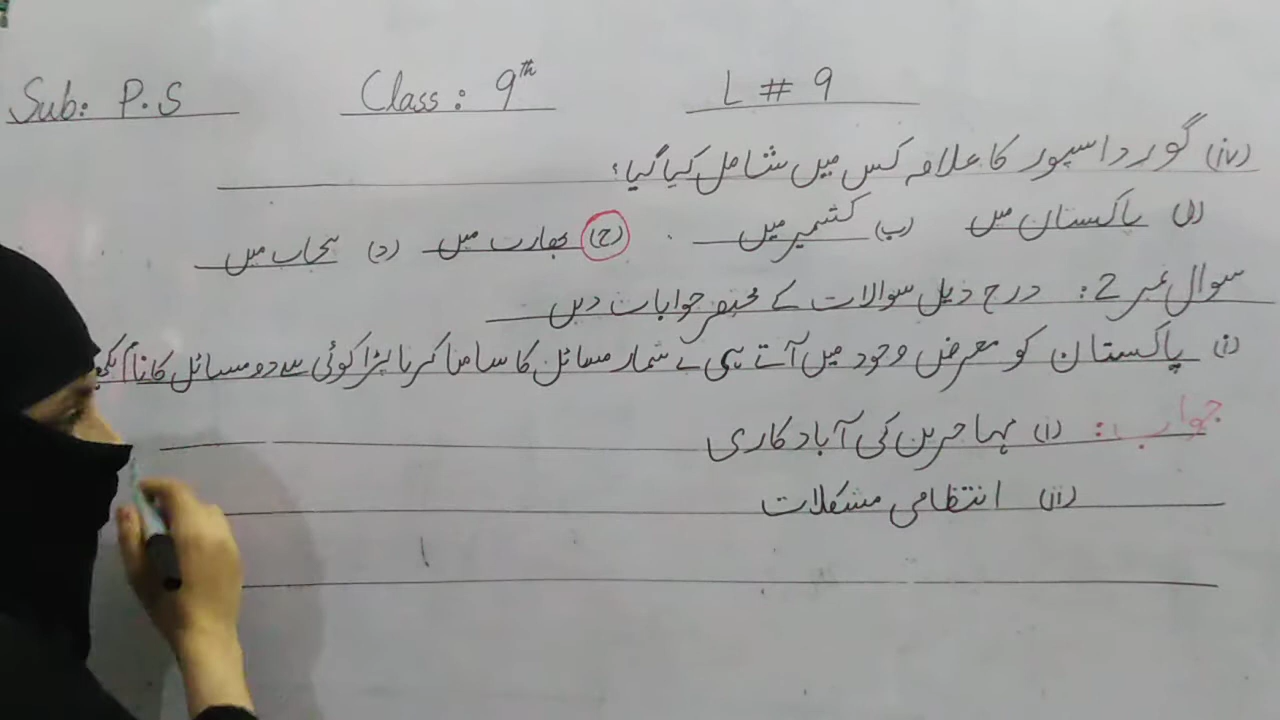 Sub: P.S Class: 9th L # 9
(iv) گورداسپور کا علاقہ کس میں شامل کیا گیا؟
(ا) پاکستان میں (ب) کشمیر میں (ج) بھارت میں (د) پنجاب میں
سوال نمبر 2: درج ذیل سوالات کے مختصر جوابات دیں
(i) پاکستان کو معرض وجود میں آتے ہی بے شمار مسائل کا سامنا کرنا پڑا کوئی سے دو مسائل کا نام
جواب: (i) مہاجرین کی آبادکاری
(ii) انتظامی مشکلات